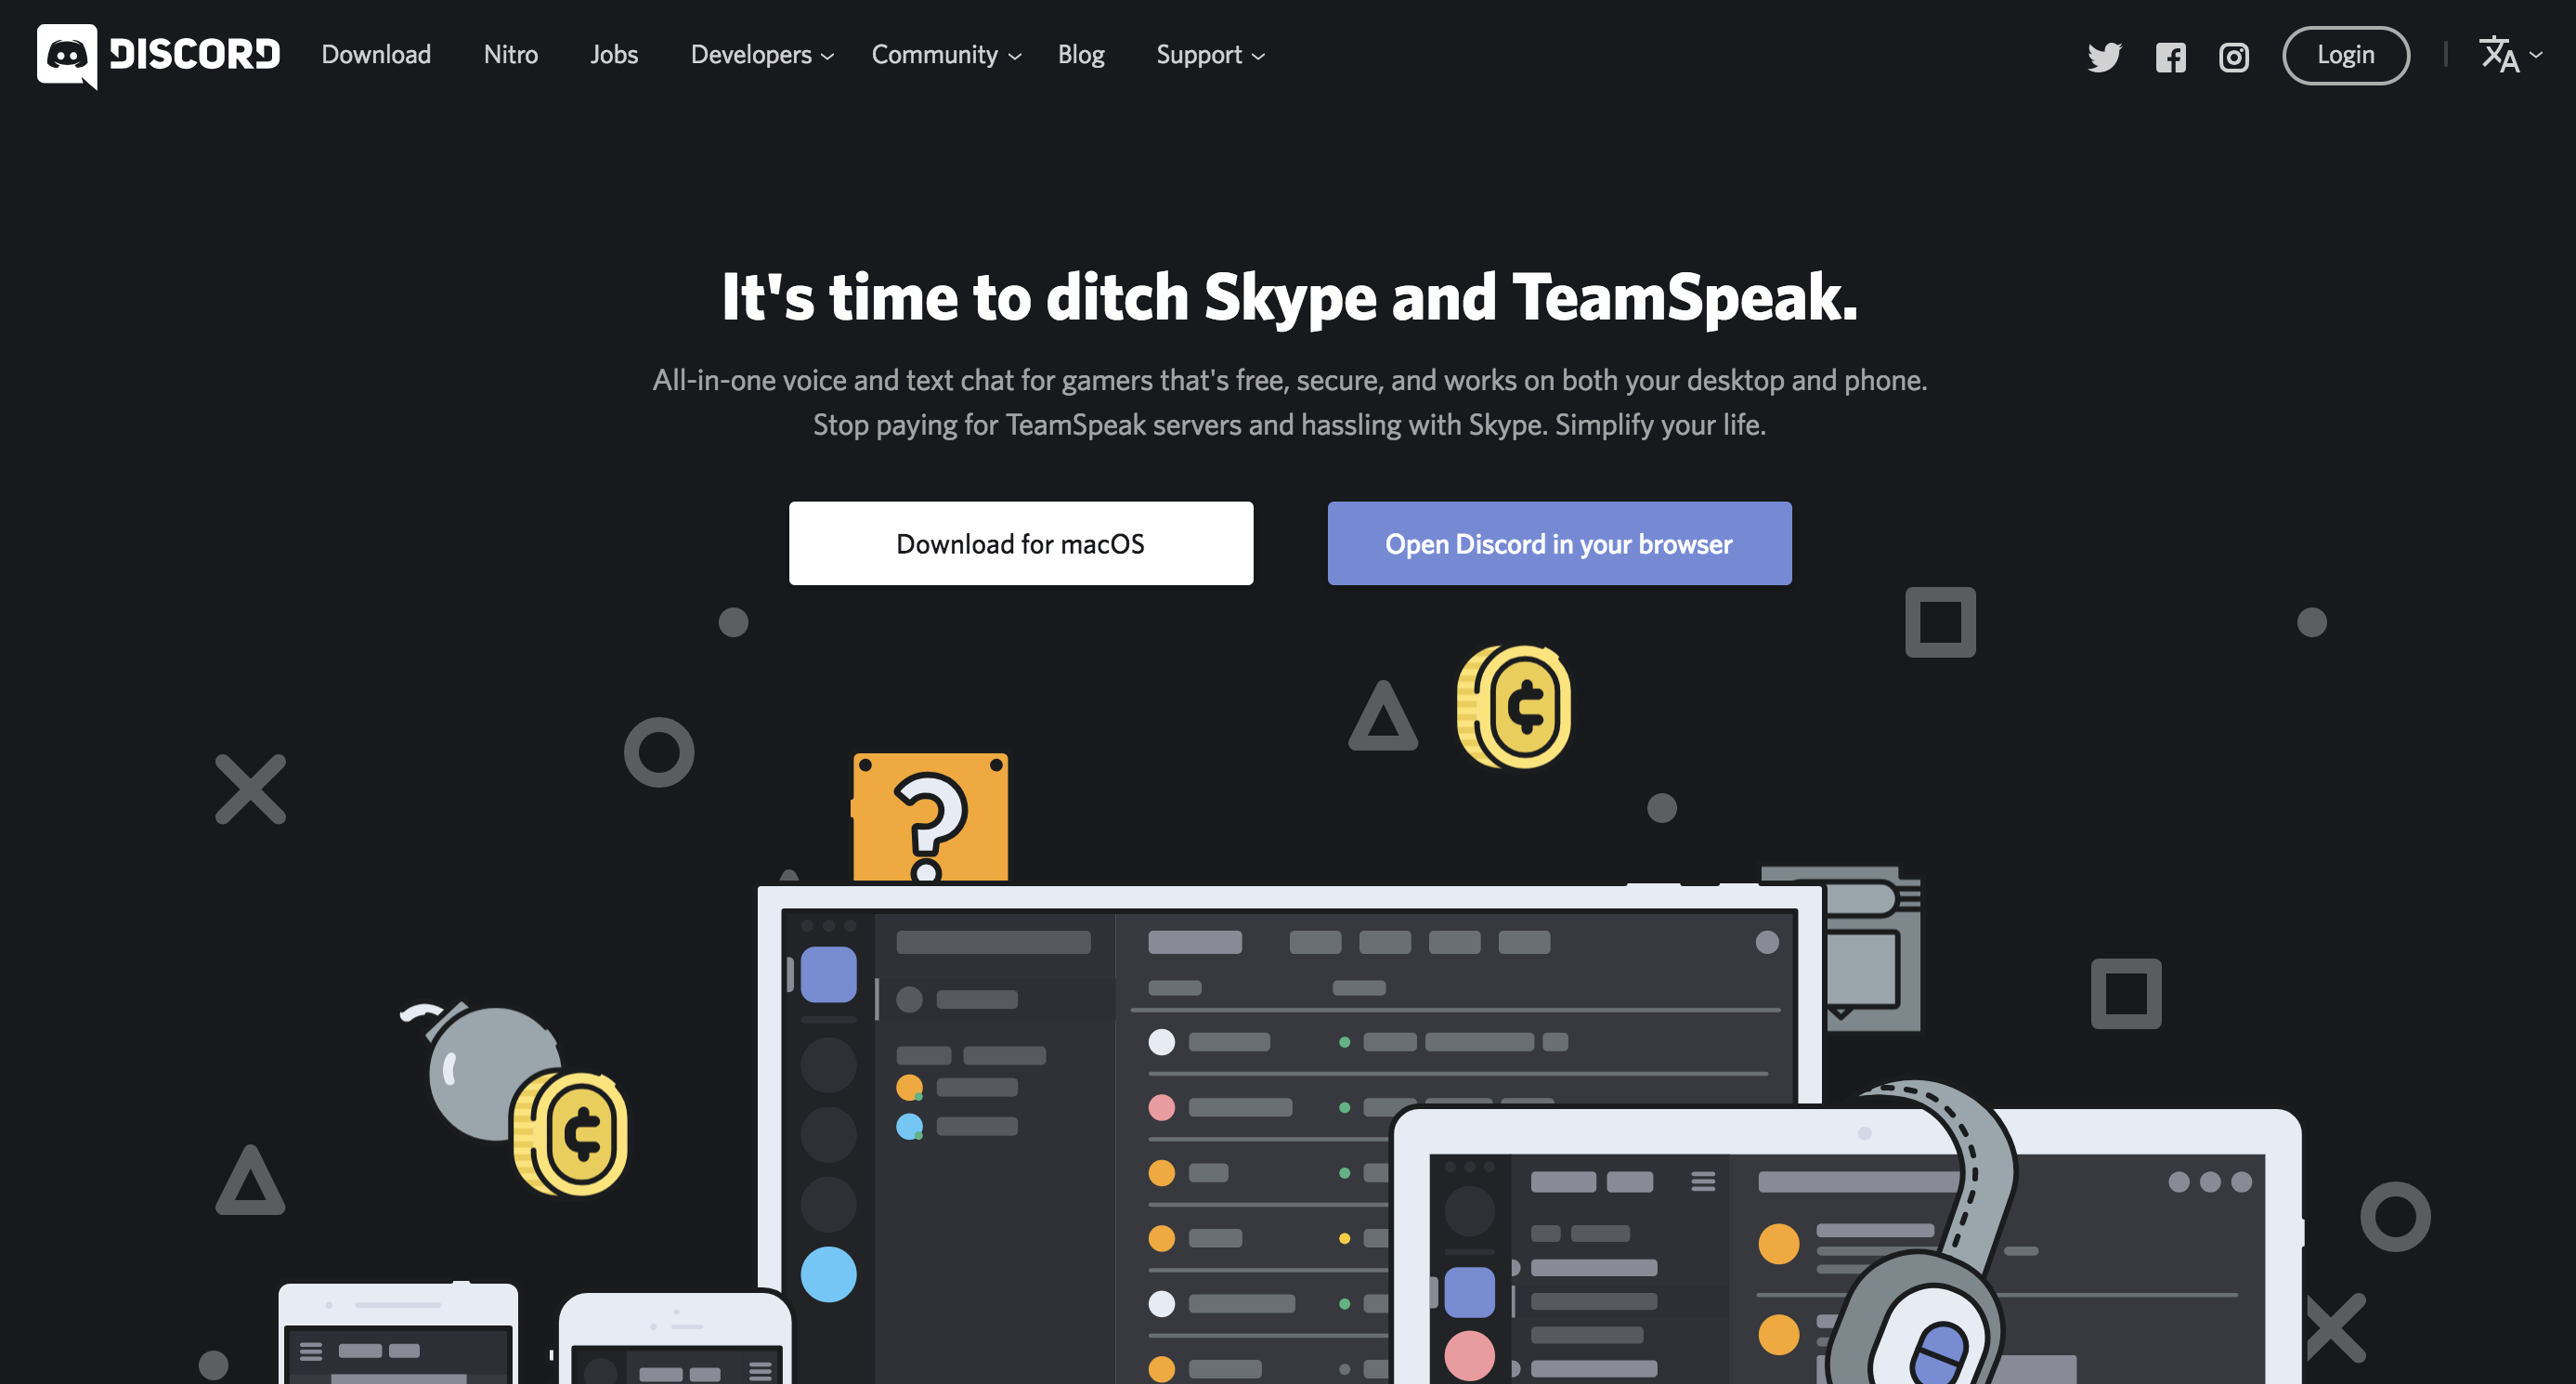 DISCORD Download Nitro Jobs Developers Community Blog Support Login
It's time to ditch Skype and TeamSpeak.
All-in-one voice and text chat for gamers that's free, secure, and works on both your desktop and phone.
Stop paying for TeamSpeak servers and hassling with Skype. Simplify your life.
Download for macOS Open Discord in your browser
?
¢
¢